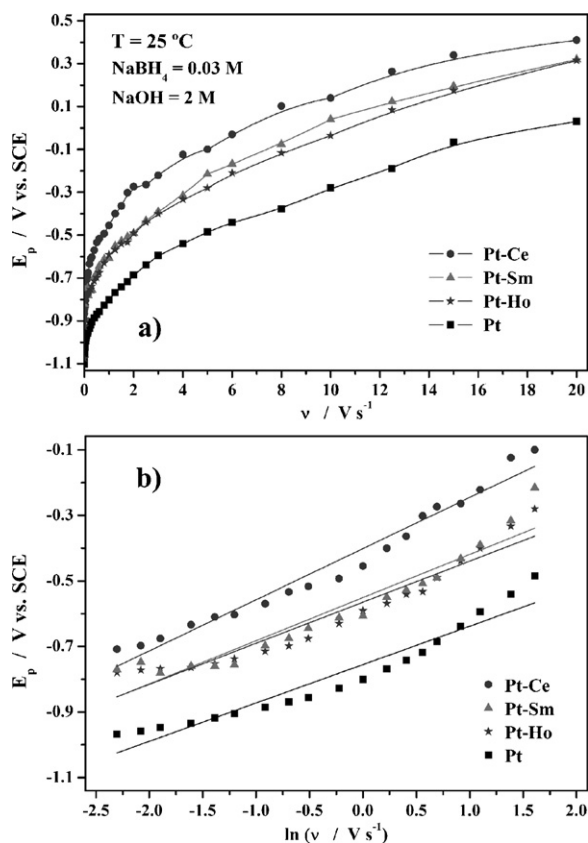 T = 25 ºC
NaBH4 = 0.03 M
NaOH = 2 M
E_p / V vs. SCE
0.5
0.3
0.1
-0.1
-0.3
-0.5
-0.7
-0.9
-1.1
Pt-Ce
Pt-Sm
Pt-Ho
Pt
a)
0 2 4 6 8 10 12 14 16 18 20
ν / V s-1
b)
E_p / V vs. SCE
-0.1
-0.3
-0.5
-0.7
-0.9
-1.1
Pt-Ce
Pt-Sm
Pt-Ho
Pt
-2.5 -2.0 -1.5 -1.0 -0.5 0.0 0.5 1.0 1.5 2.0
ln (ν / V s-1)